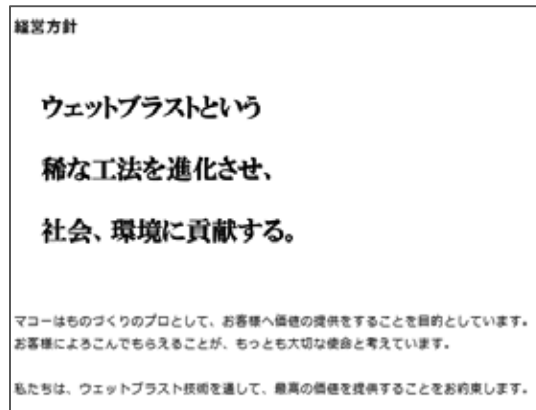 経営方針
ウェットブラストという
稀な工法を進化させ、
社会、環境に貢献する。
マコーはものづくりのプロとして、お客様へ価値の提供をすることを目的としています。
お客様によろこんでもらえることが、もっとも大切な使命と考えています。
私たちは、ウェットブラスト技術を通して、最高の価値を提供することをお約束します。